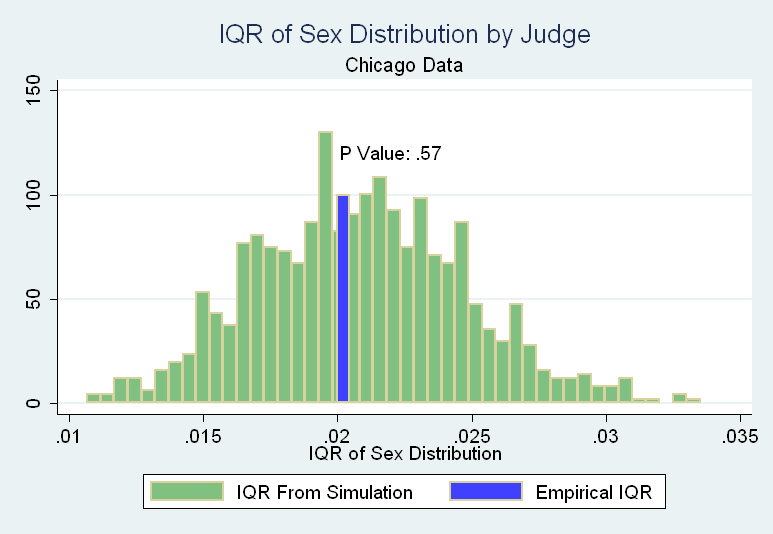 IQR of Sex Distribution by Judge
Chicago Data
150
P Value: .57
100
50
0
.01 .015 .02 .025 .03 .035
IQR of Sex Distribution
IQR From Simulation Empirical IQR